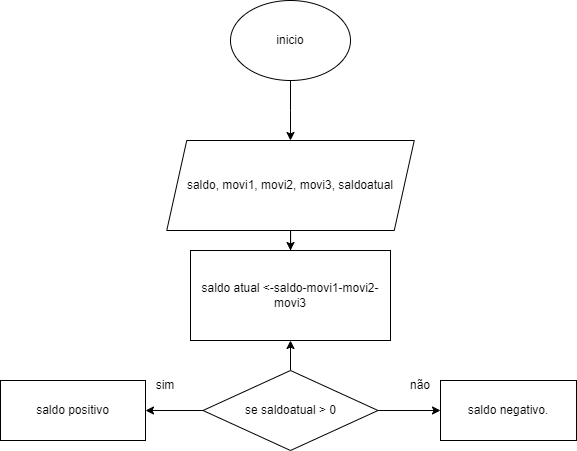 inicio
saldo, movi1, movi2, movi3, saldoatual
saldo atual <-saldo-movi1-movi2-
movi3
sim
não
saldo positivo
se saldoatual > 0
saldo negativo.